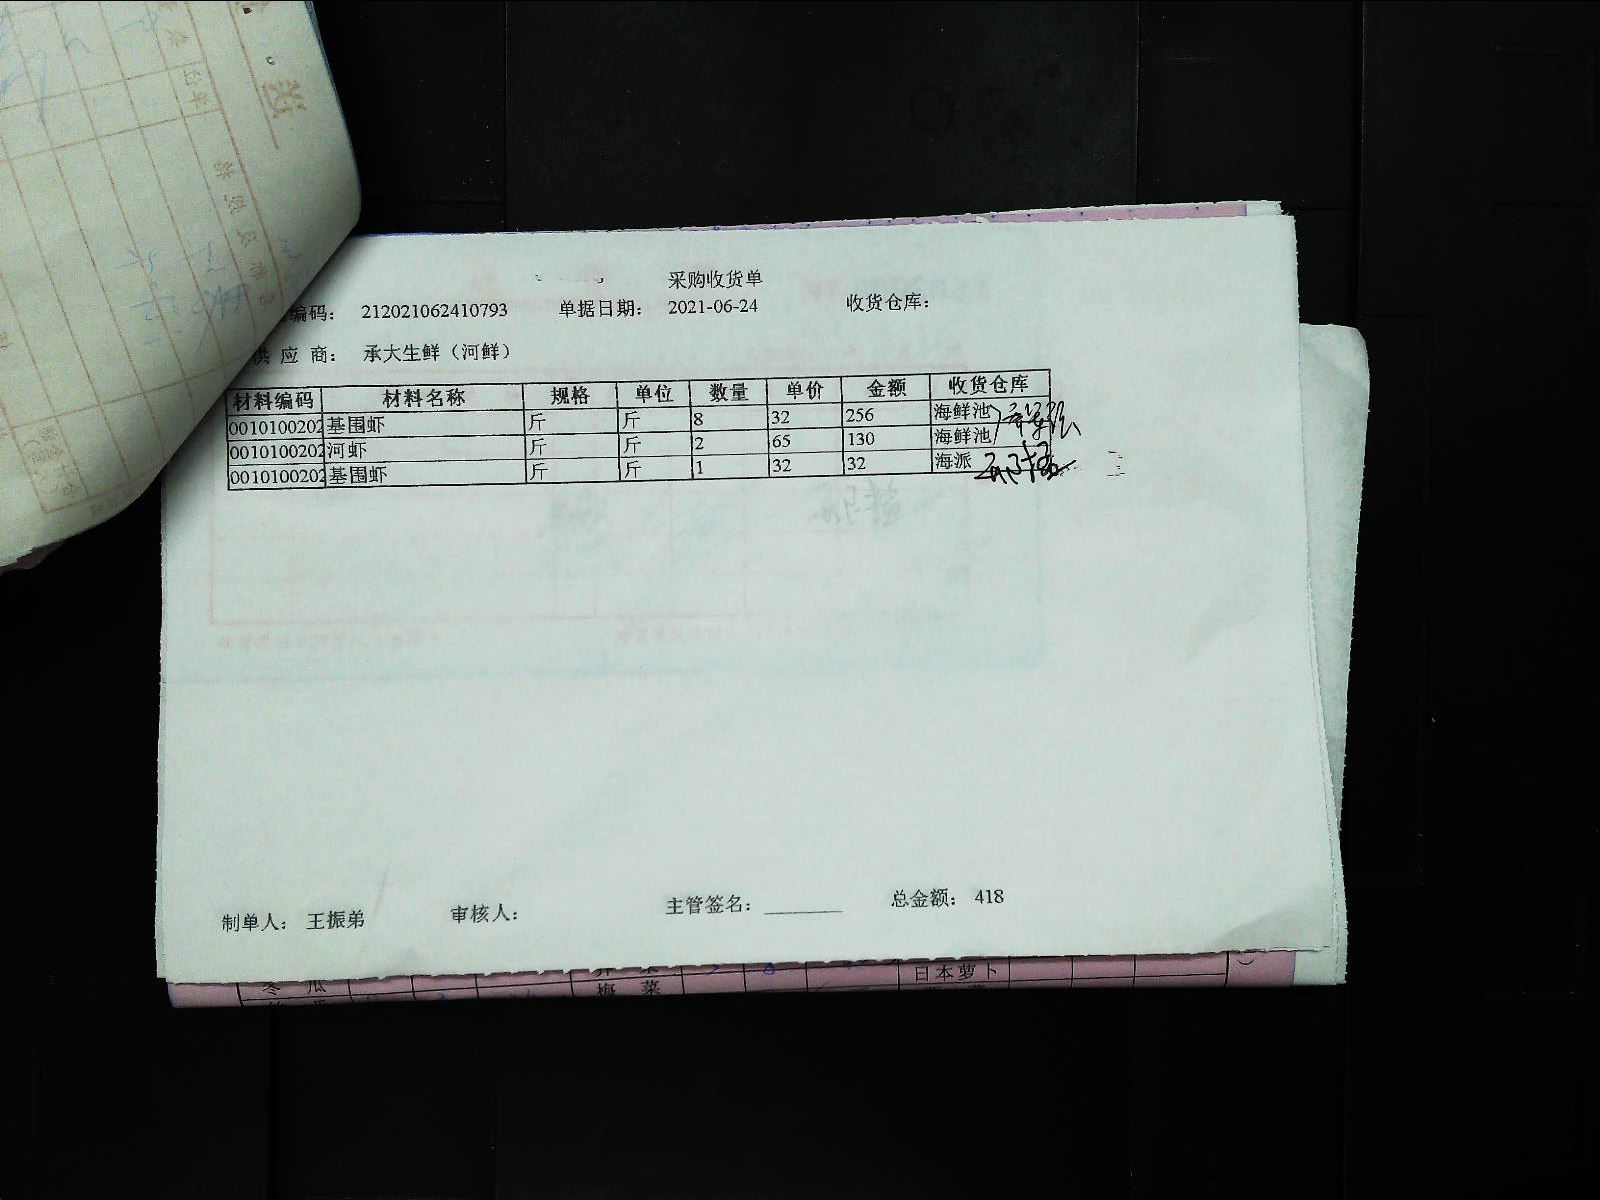 采购收货单
编码： 212021062410793 单据日期： 2021-06-24 收货仓库：
供 应 商： 承大生鲜（河鲜）
材料编码 材料名称 规格 单位 数量 单价 金额 收货仓库
0010100202 基围虾 斤 斤 8 32 256 海鲜池
0010100202 河虾 斤 斤 2 65 130 海鲜池
0010100202 基围虾 斤 斤 1 32 32 海派
制单人： 王振弟 审核人： 主管签名： 总金额： 418
冬 瓜 日本萝卜
梅 菜